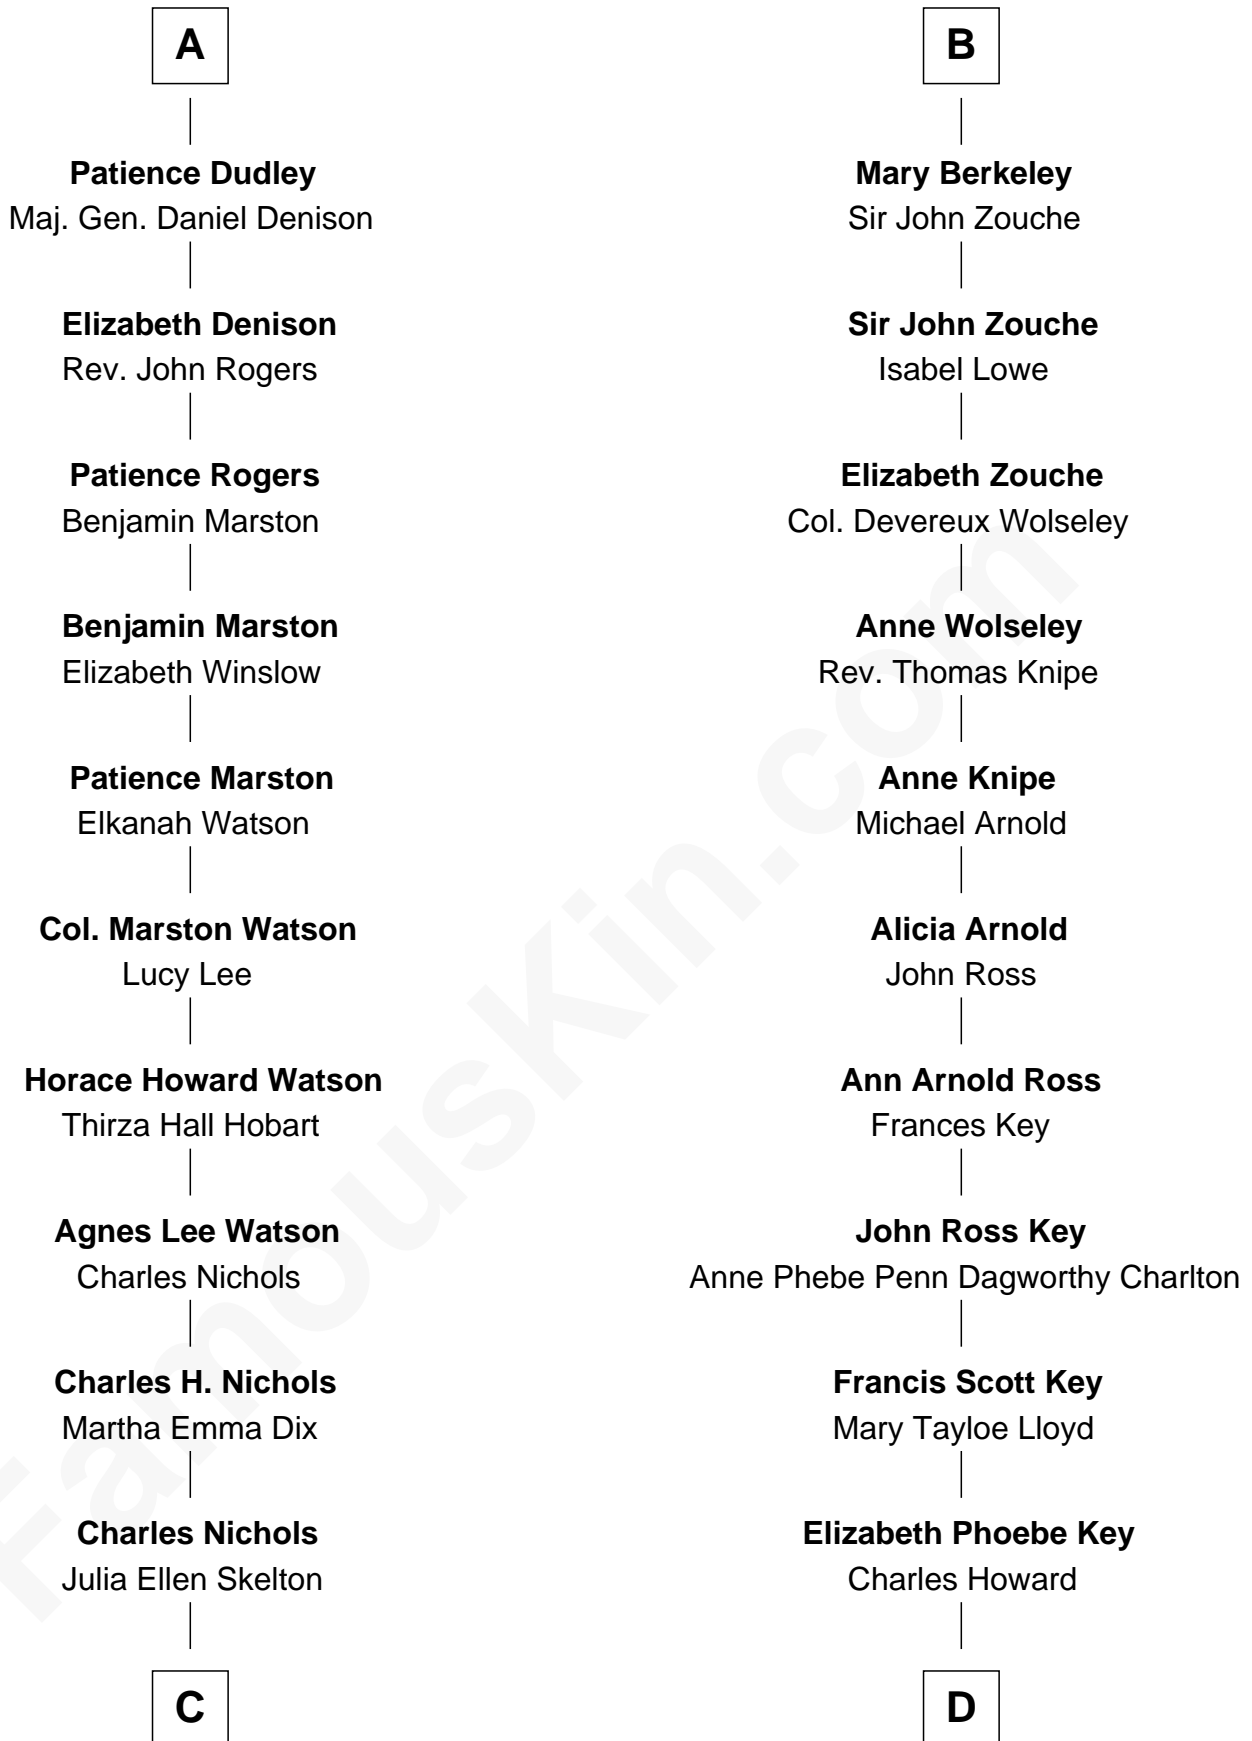 A
Patience Dudley
Maj. Gen. Daniel Denison
Elizabeth Denison
Rev. John Rogers
Patience Rogers
Benjamin Marston
Benjamin Marston
Elizabeth Winslow
Patience Marston
Elkanah Watson
Col. Marston Watson
Lucy Lee
Horace Howard Watson
Thirza Hall Hobart
Agnes Lee Watson
Charles Nichols
Charles H. Nichols
Martha Emma Dix
Charles Nichols
Julia Ellen Skelton
C
B
Mary Berkeley
Sir John Zouche
Sir John Zouche
Isabel Lowe
Elizabeth Zouche
Col. Devereux Wolseley
Anne Wolseley
Rev. Thomas Knipe
Anne Knipe
Michael Arnold
Alicia Arnold
John Ross
Ann Arnold Ross
Frances Key
John Ross Key
Anne Phebe Penn Dagworthy Charlton
Francis Scott Key
Mary Tayloe Lloyd
Elizabeth Phoebe Key
Charles Howard
D
FamousKin.com